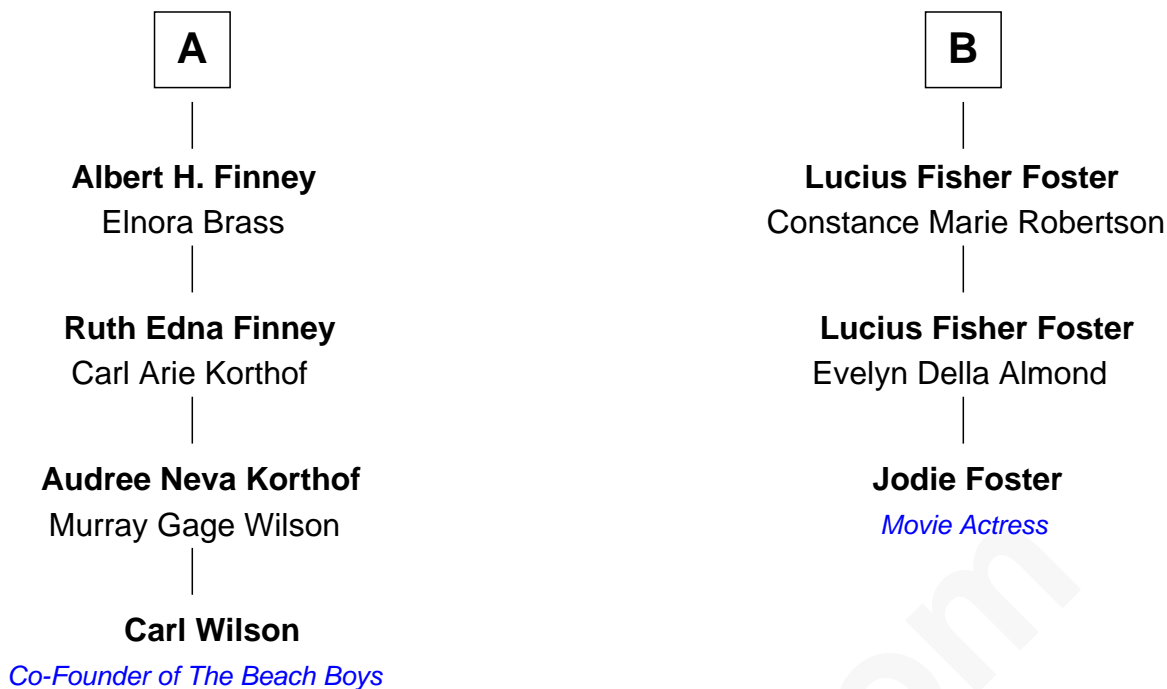 A
Albert H. Finney
Elnora Brass
Ruth Edna Finney
Carl Arie Korthof
Audree Neva Korthof
Murray Gage Wilson
Carl Wilson
Co-Founder of The Beach Boys
B
Lucius Fisher Foster
Constance Marie Robertson
Lucius Fisher Foster
Evelyn Della Almond
Jodie Foster
Movie Actress
om